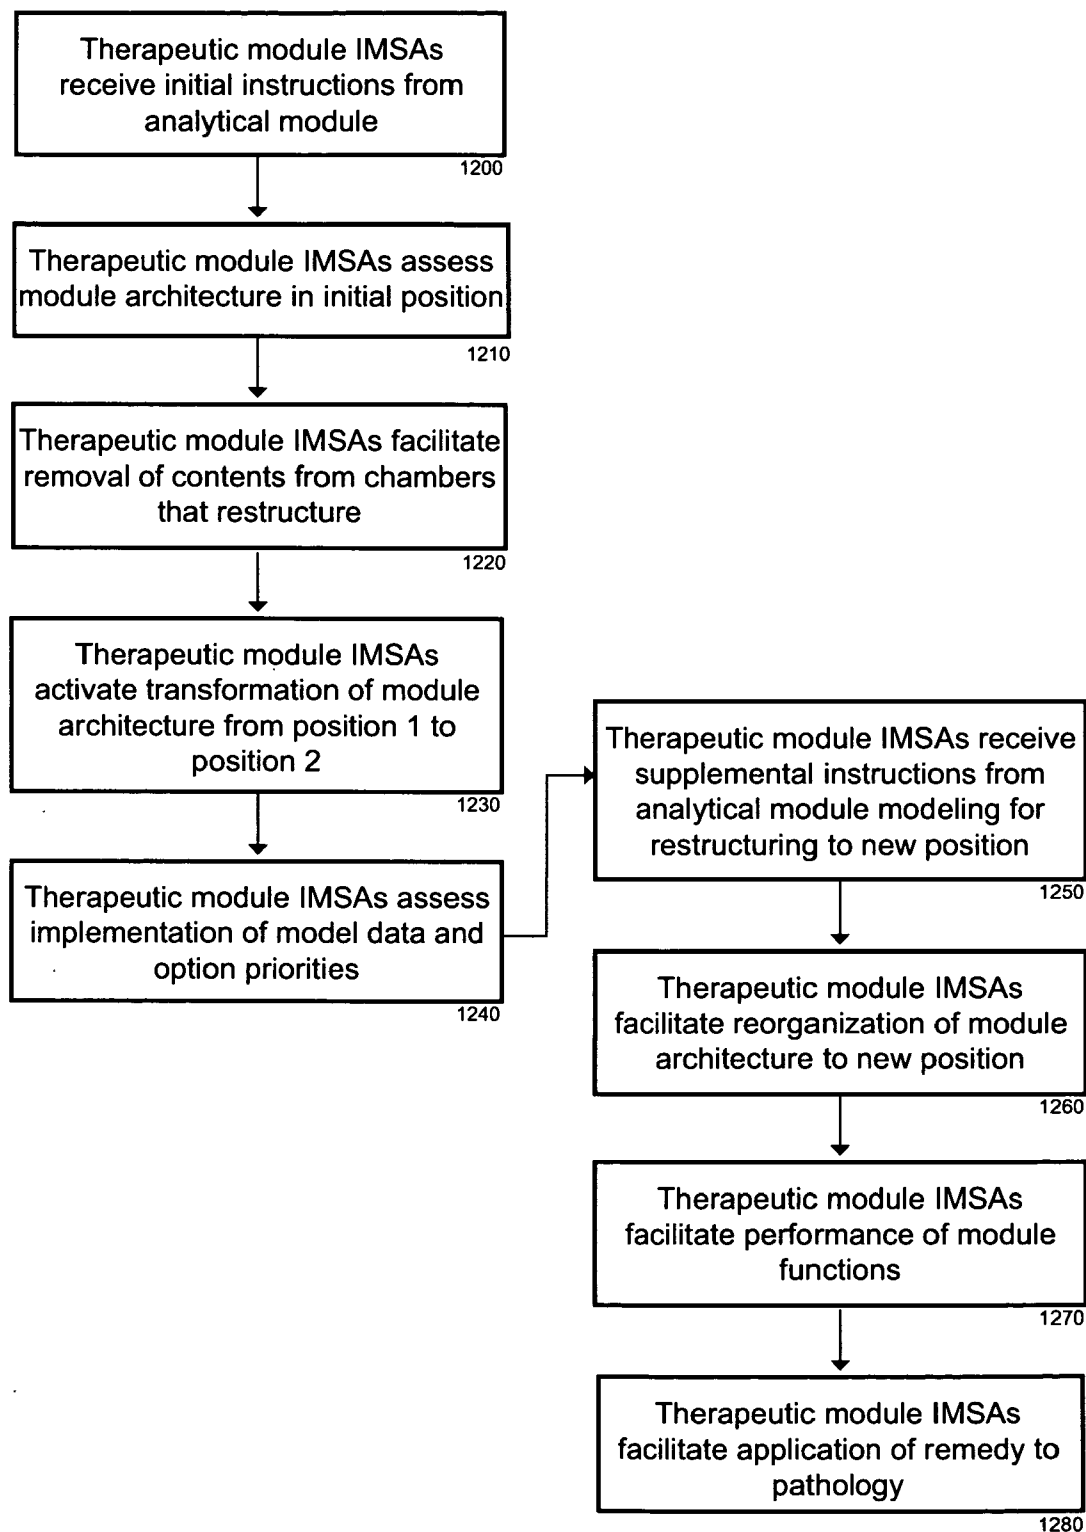 Therapeutic module IMSAs
receive initial instructions from
analytical module
1200
Therapeutic module IMSAs assess
module architecture in initial position
1210
Therapeutic module IMSAs facilitate
removal of contents from chambers
that restructure
1220
Therapeutic module IMSAs
activate transformation of module
architecture from position 1 to
position 2
1230
Therapeutic module IMSAs assess
implementation of model data and
option priorities
1240
Therapeutic module IMSAs receive
supplemental instructions from
analytical module modeling for
restructuring to new position
1250
Therapeutic module IMSAs
facilitate reorganization of module
architecture to new position
1260
Therapeutic module IMSAs
facilitate performance of module
functions
1270
Therapeutic module IMSAs
facilitate application of remedy to
pathology
1280